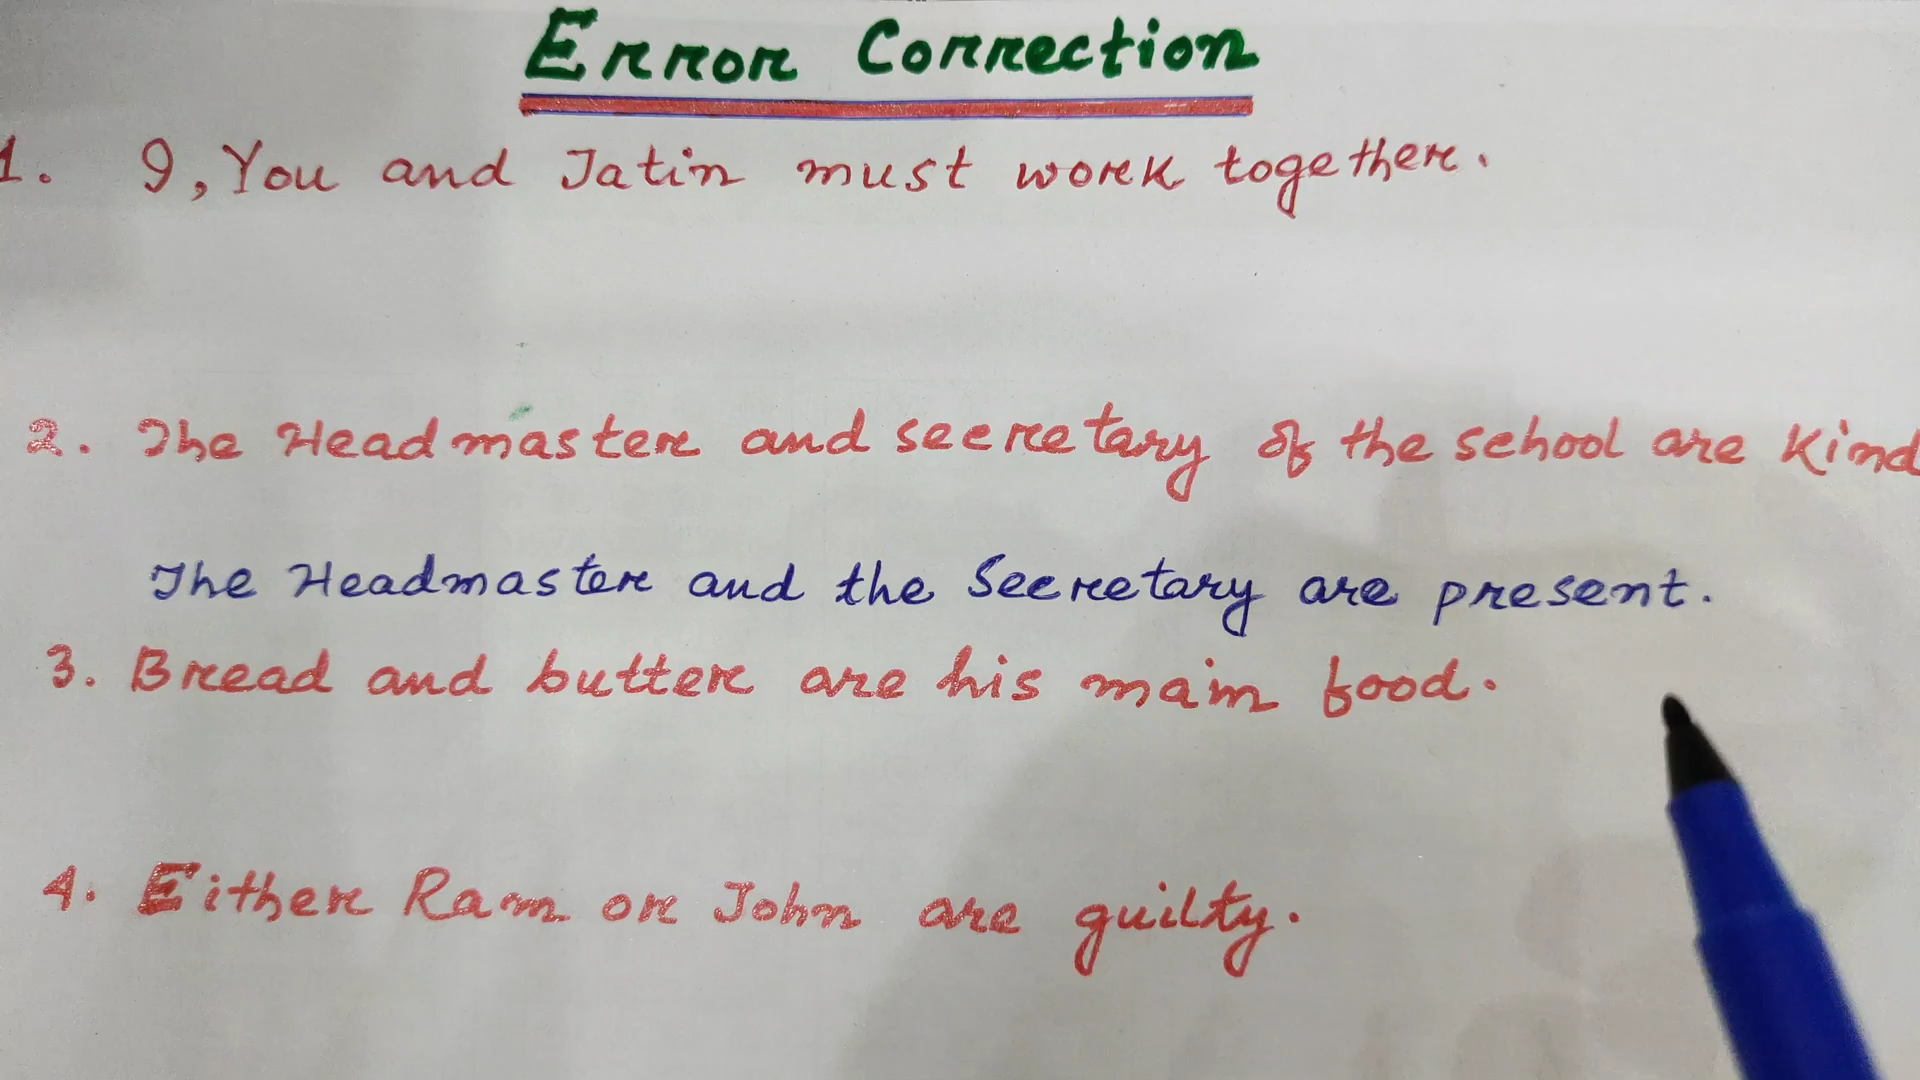 Error Correction
1. I, You and Jatin must work together.
2. The Headmaster and secretary of the school are kind
The Headmaster and the Secretary are present.
3. Bread and butter are his main food.
4. Either Ram or John are guilty.